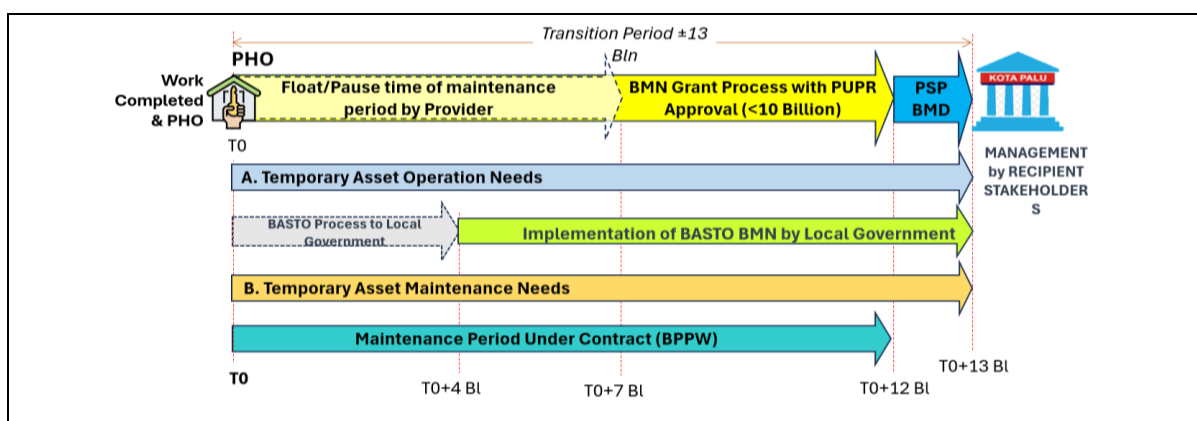 Transition Period ±13
Bln
PHO
Work
Completed
& PHO
Float/Pause time of maintenance
period by Provider
BMN Grant Process with PUPR
Approval (<10 Billion)
PSP
BMD
KOTA PALU
T0
MANAGEMENT
by RECIPIENT
STAKEHOLDER
S
A. Temporary Asset Operation Needs
BASTO Process to Local
Government
Implementation of BASTO BMN by Local Government
B. Temporary Asset Maintenance Needs
Maintenance Period Under Contract (BPPW)
T0
T0+4 Bl
T0+7 Bl
T0+12 Bl
T0+13 Bl